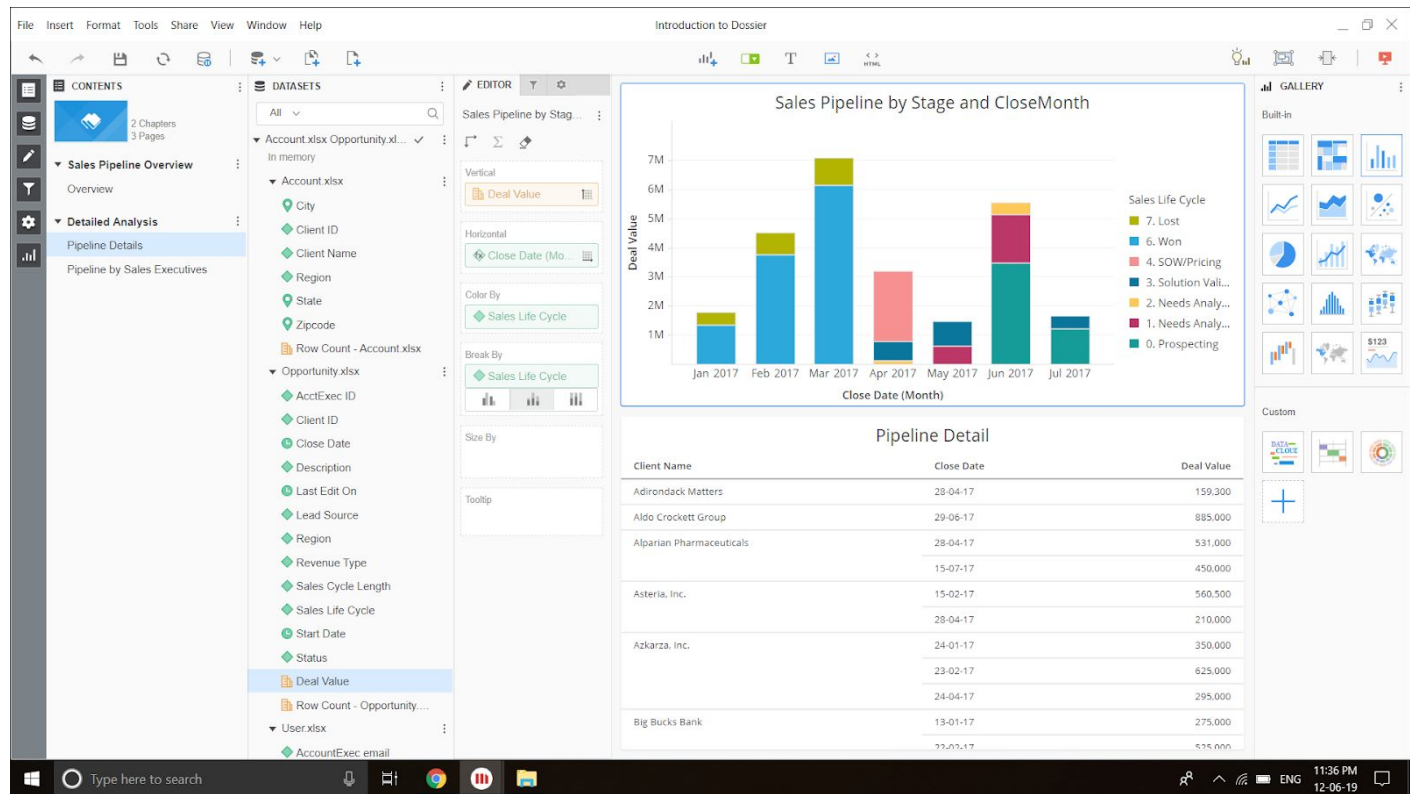 File Insert Format Tools Share View Window Help
Introduction to Dossier
T
< >
HTML
CONTENTS
2 Chapters
3 Pages
Sales Pipeline Overview
Overview
Detailed Analysis
Pipeline Details
Pipeline by Sales Executives
DATASETS
All
Account.xlsx Opportunity.xl...
In memory
Account.xlsx
City
Client ID
Client Name
Region
State
Zipcode
Row Count - Account.xlsx
Opportunity.xlsx
AcctExec ID
Client ID
Close Date
Description
Last Edit On
Lead Source
Region
Revenue Type
Sales Cycle Length
Sales Life Cycle
Start Date
Status
Deal Value
Row Count - Opportunity....
User.xlsx
AccountExec email
EDITOR
Sales Pipeline by Stag...
Σ
Vertical
Deal Value
Horizontal
Close Date (Mo...
Color By
Sales Life Cycle
Break By
Sales Life Cycle
Size By
Tooltip
Sales Pipeline by Stage and CloseMonth
Deal Value
7M
6M
5M
4M
3M
2M
1M
Jan 2017 Feb 2017 Mar 2017 Apr 2017 May 2017 Jun 2017 Jul 2017
Close Date (Month)
Sales Life Cycle
7. Lost
6. Won
4. SOW/Pricing
3. Solution Vali...
2. Needs Analy...
1. Needs Analy...
0. Prospecting
Pipeline Detail
Client Name Close Date Deal Value
Adirondack Matters 28-04-17 159,300
Aldo Crockett Group 29-06-17 885,000
Alparian Pharmaceuticals 28-04-17 531,000
15-07-17 450,000
Asteria, Inc. 15-02-17 560,500
28-04-17 210,000
Azkarza, Inc. 24-01-17 350,000
23-02-17 625,000
24-04-17 295,000
Big Bucks Bank 13-01-17 275,000
22-02-17 525,000
GALLERY
Built-in
$123
Custom
DATA
CLOUD
Type here to search
ENG
11:36 PM
12-06-19